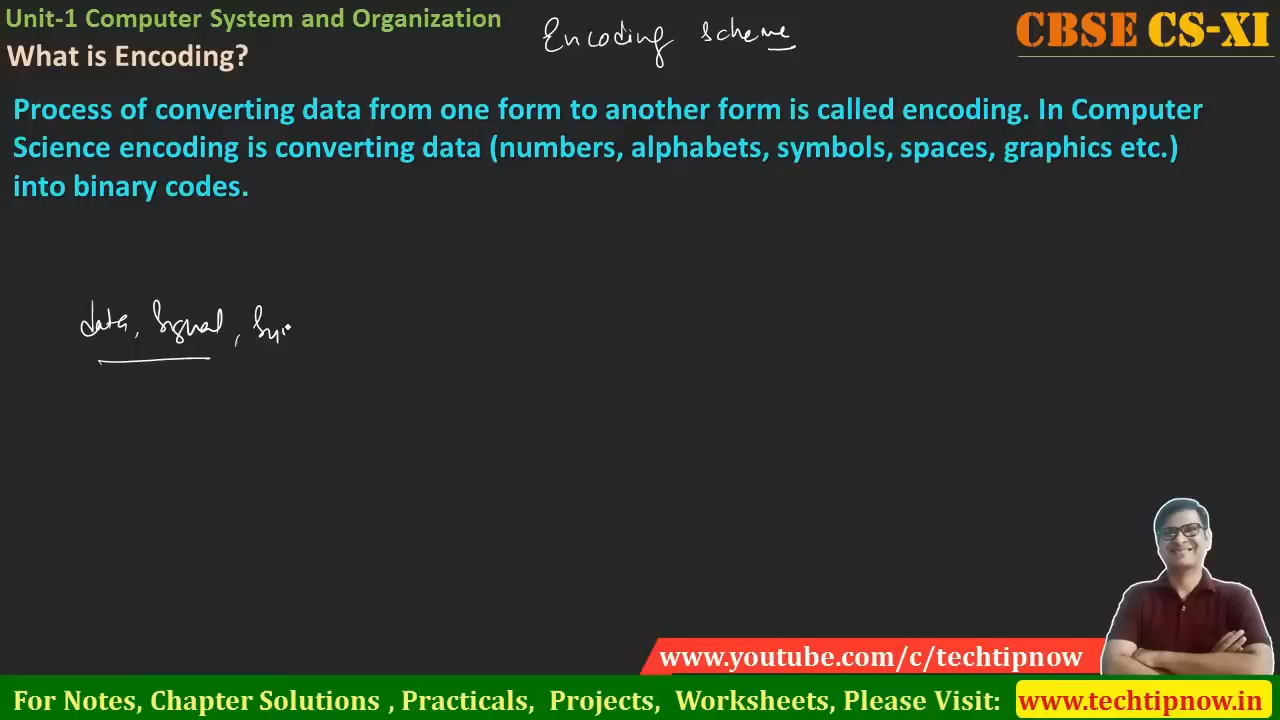 Unit-1 Computer System and Organization
Encoding Scheme
CBSE CS-XI
What is Encoding?
Process of converting data from one form to another form is called encoding. In Computer
Science encoding is converting data (numbers, alphabets, symbols, spaces, graphics etc.)
into binary codes.
data, Signal,
www.youtube.com/c/techtipnow
For Notes, Chapter Solutions , Practicals, Projects, Worksheets, Please Visit: www.techtipnow.in